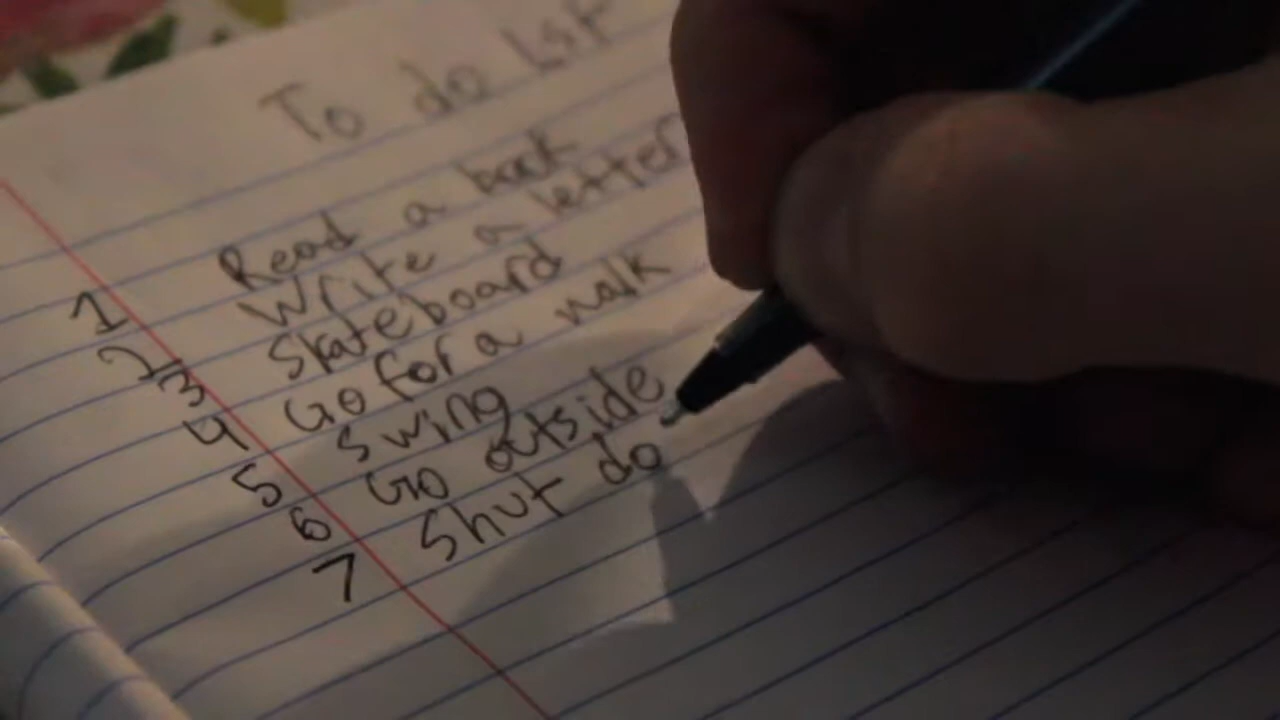 To do List
1 Read a book
2 Write a letter
3 Skateboard
4 Go for a walk
5 Swing
6 Go outside
7 Shut do